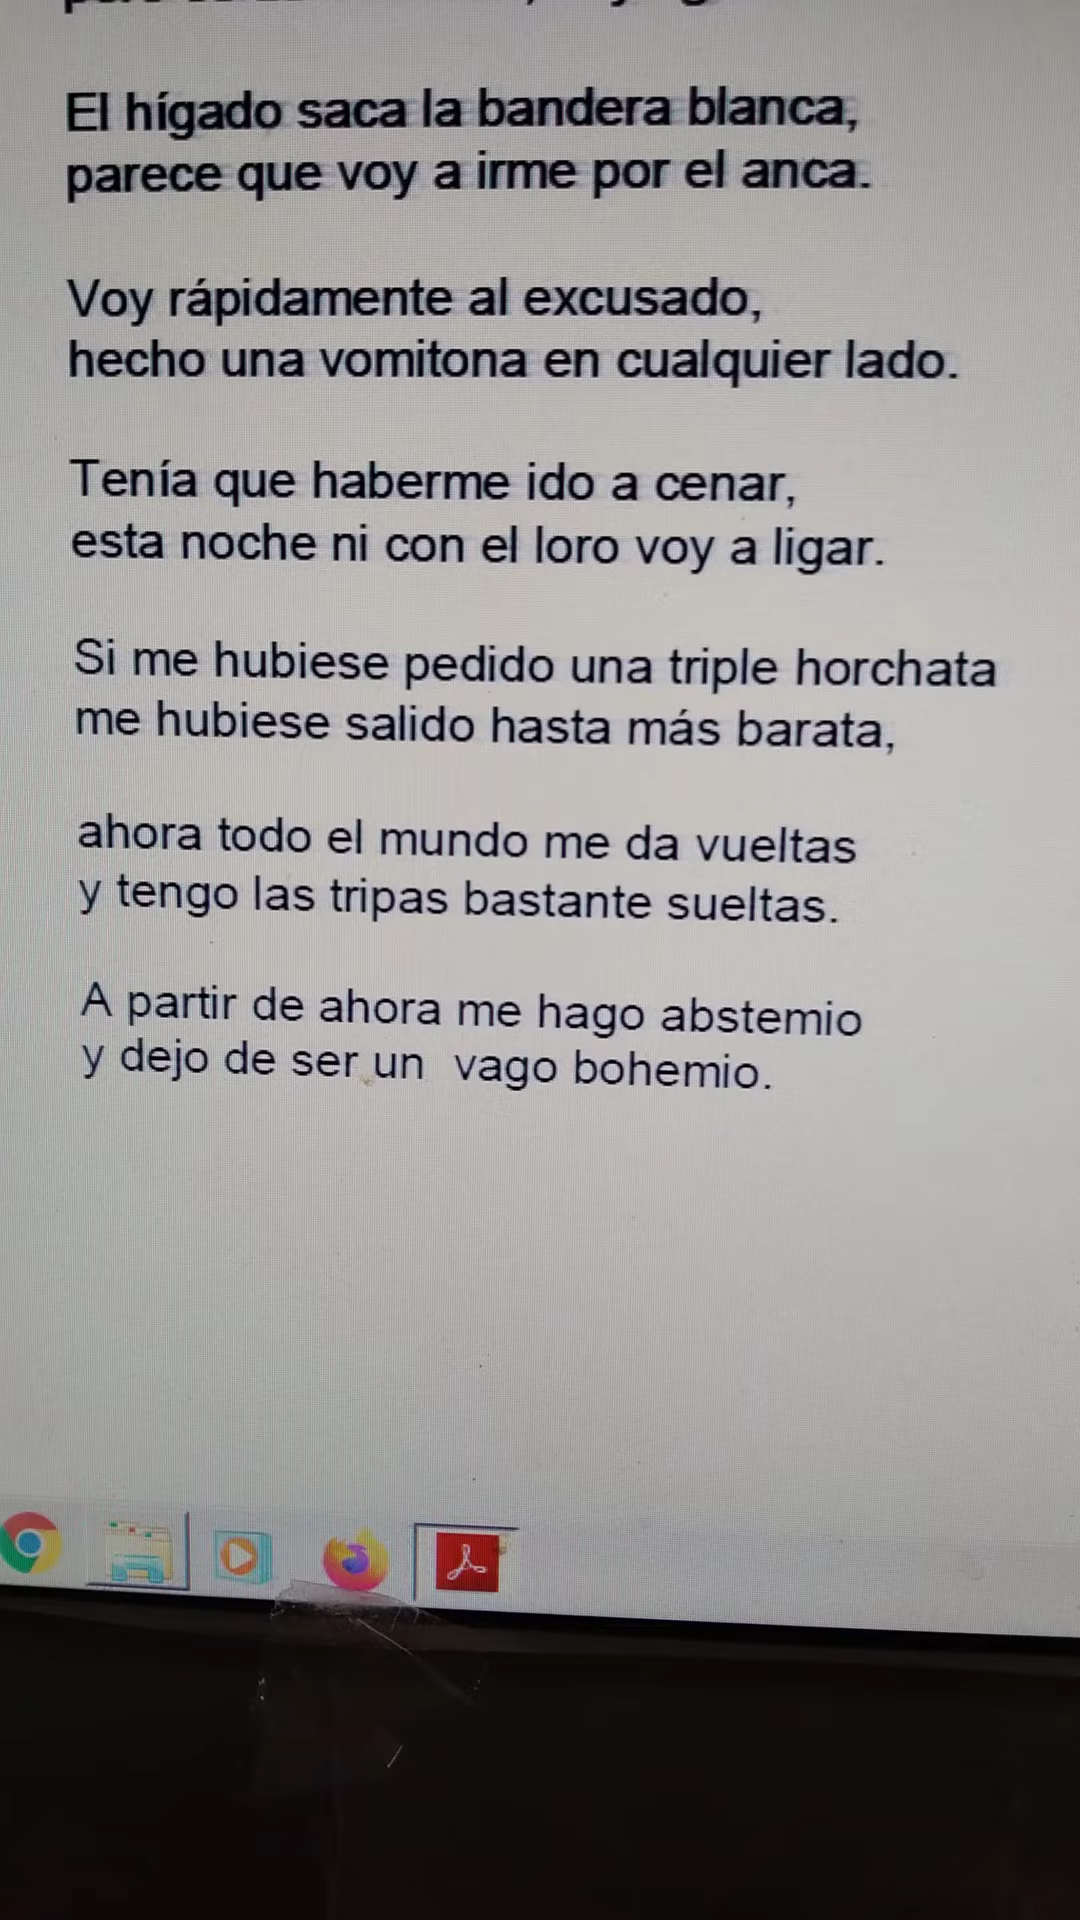 El hígado saca la bandera blanca,
parece que voy a irme por el anca.
Voy rápidamente al excusado,
hecho una vomitona en cualquier lado.
Tenía que haberme ido a cenar,
esta noche ni con el loro voy a ligar.
Si me hubiese pedido una triple horchata
me hubiese salido hasta más barata,
ahora todo el mundo me da vueltas
y tengo las tripas bastante sueltas.
A partir de ahora me hago abstemio
y dejo de ser un vago bohemio.